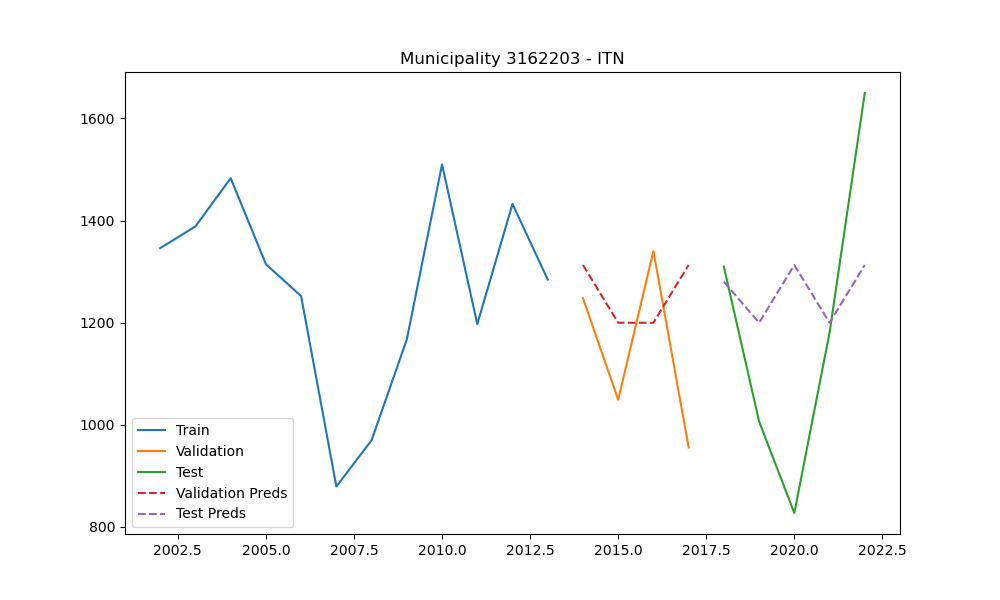 Municipality 3162203 - ITN
1600
1400
1200
1000
800
Train
Validation
Test
Validation Preds
Test Preds
2002.5 2005.0 2007.5 2010.0 2012.5 2015.0 2017.5 2020.0 2022.5